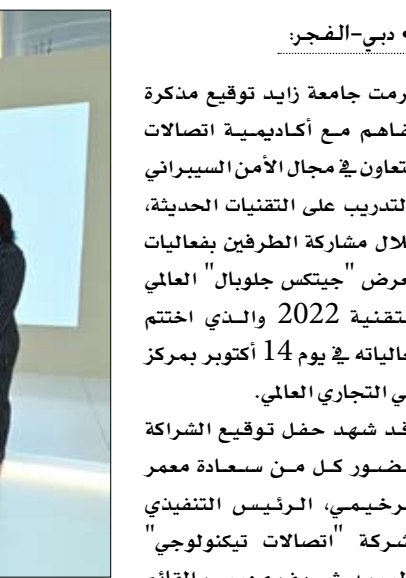 دبي-الفجر:
رمت جامعة زايد توقيع مذكرة
فاهم مع أكاديمية اتصالات
تعاون في مجال الأمن السيبراني
لتدريب على التقنيات الحديثة،
لال مشاركة الطرفين بفعاليات
عرض "جيتكس جلوبال" العالمي
لتقنية 2022 والذي اختتم
عالياته في يوم 14 أكتوبر بمركز
ي التجاري العالمي.
قد شهد حفل توقيع الشراكة
ضور كل من سعادة معمر
رخيمي، الرئيس التنفيذي
شركة "اتصالات تيكنولوجي"